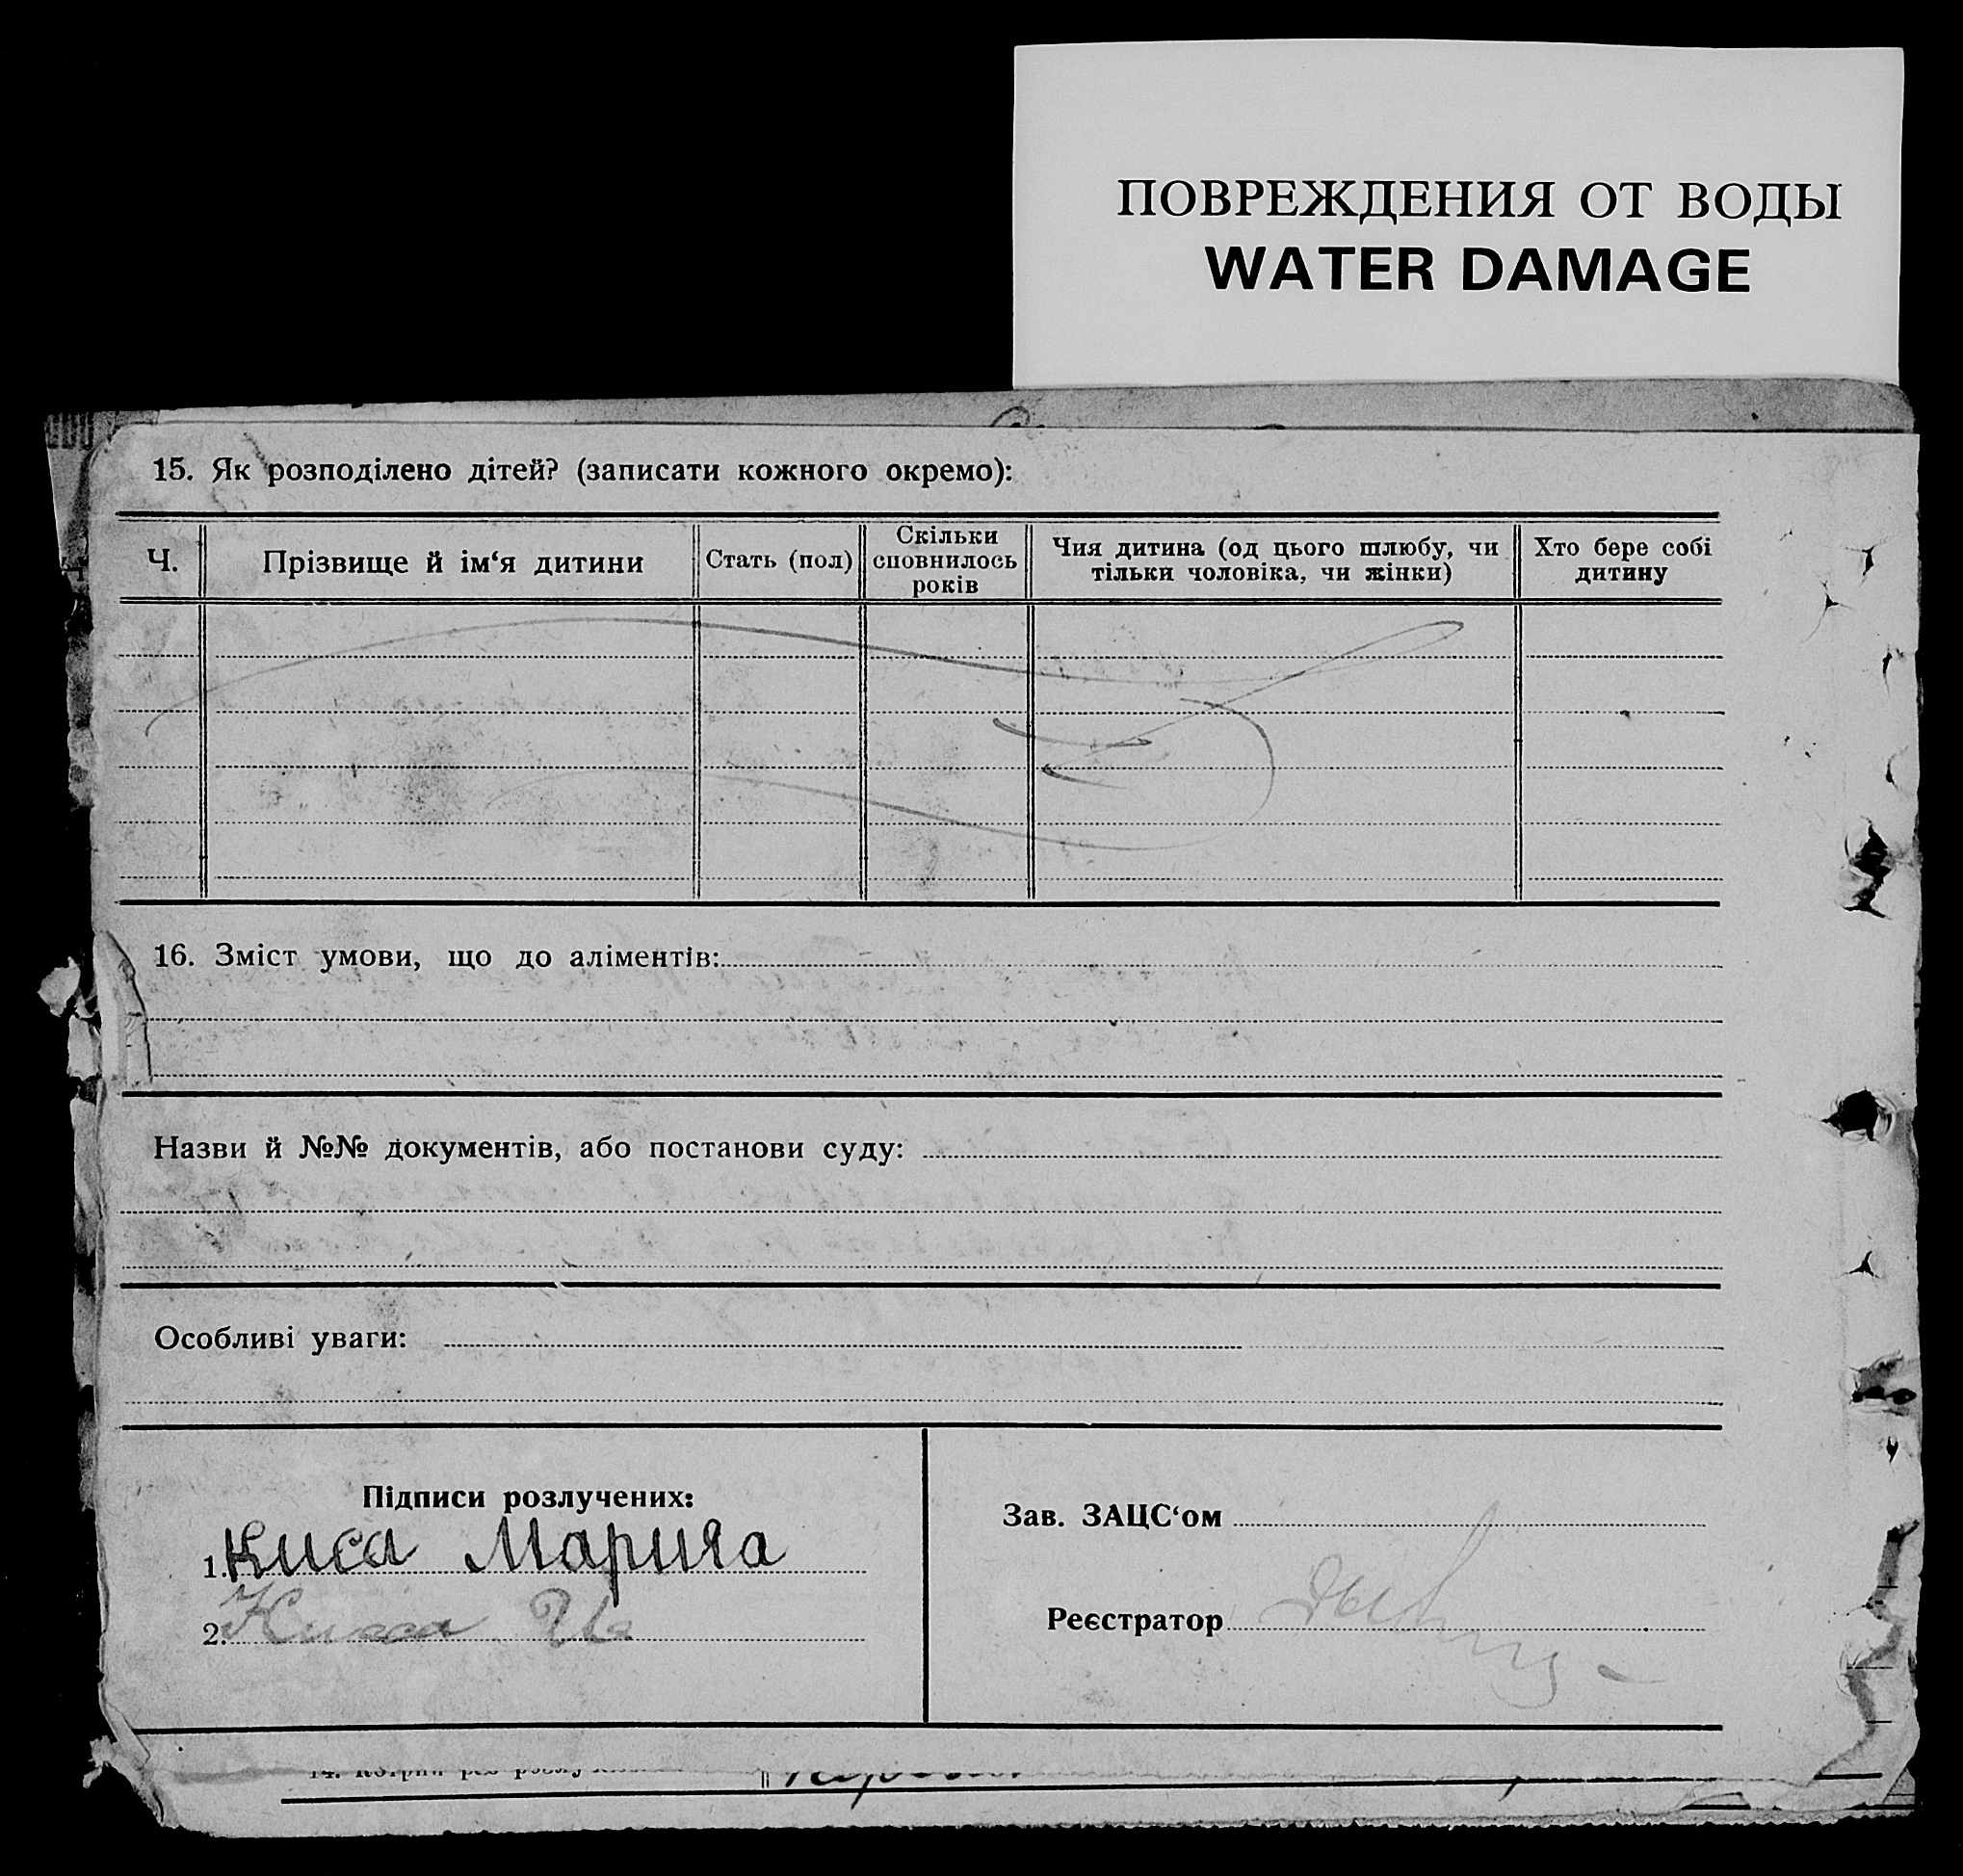 ПОВРЕЖДЕНИЯ ОТ ВОДЫ
WATER DAMAGE
15. Як розподілено дітей? (записати кожного окремо):
Ч.
Прізвище й ім‘я дитини
Стать (пол)
Скільки
сповнилось
років
Чия дитина (од цього шлюбу, чи
тільки чоловіка, чи жінки)
Хто бере собі
дитину
16. Зміст умови, що до аліментів:
Назви й №№ документів, або постанови суду:
Особливі уваги:
Підписи розлучених:
1. Киса Марися
2. Киса
Зав. ЗАЦС‘ом
Реєстратор
14.